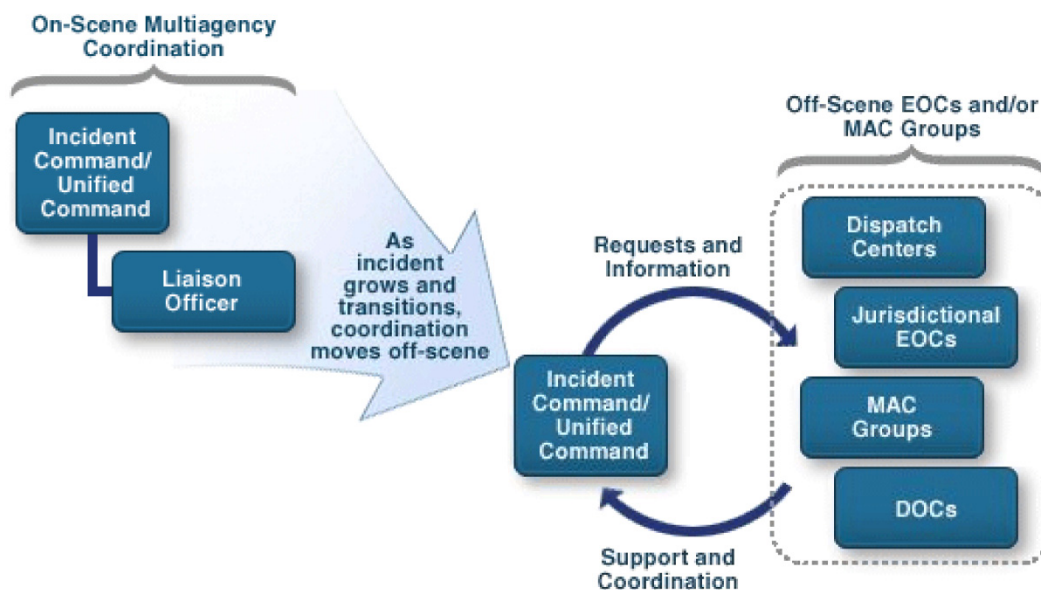 On-Scene Multiagency
Coordination
Incident
Command/
Unified
Command
Liaison
Officer
As
incident
grows and
transitions,
coordination
moves off-scene
Incident
Command/
Unified
Command
Requests and
Information
Support and
Coordination
Off-Scene EOCs and/or
MAC Groups
Dispatch
Centers
Jurisdictional
EOCs
MAC
Groups
DOCs